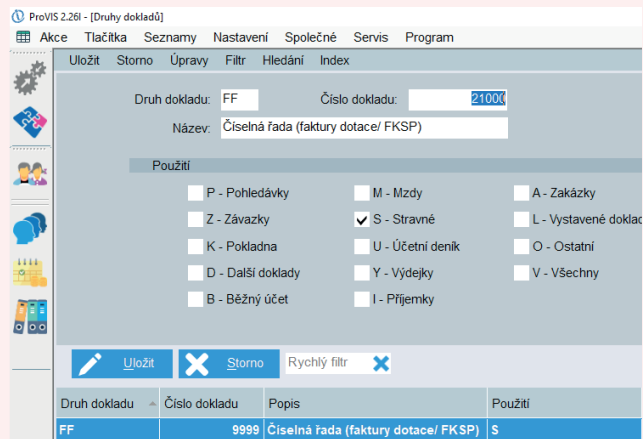 ProVIS 2.26I - [Druhy dokladů]
Akce Tlačítka Seznamy Nastavení Společné Servis Program
Uložit Storno Úpravy Filtr Hledání Index
Druh dokladu: FF Číslo dokladu: 21000
Název: Číselná řada (faktury dotace/ FKSP)
Použití
P - Pohledávky M - Mzdy A - Zakázky
Z - Závazky S - Stravné L - Vystavené doklad
K - Pokladna U - Účetní deník O - Ostatní
D - Další doklady Y - Výdejky V - Všechny
B - Běžný účet I - Příjemky
Uložit Storno Rychlý filtr
Druh dokladu Číslo dokladu Popis Použití
FF 9999 Číselná řada (faktury dotace/ FKSP) S